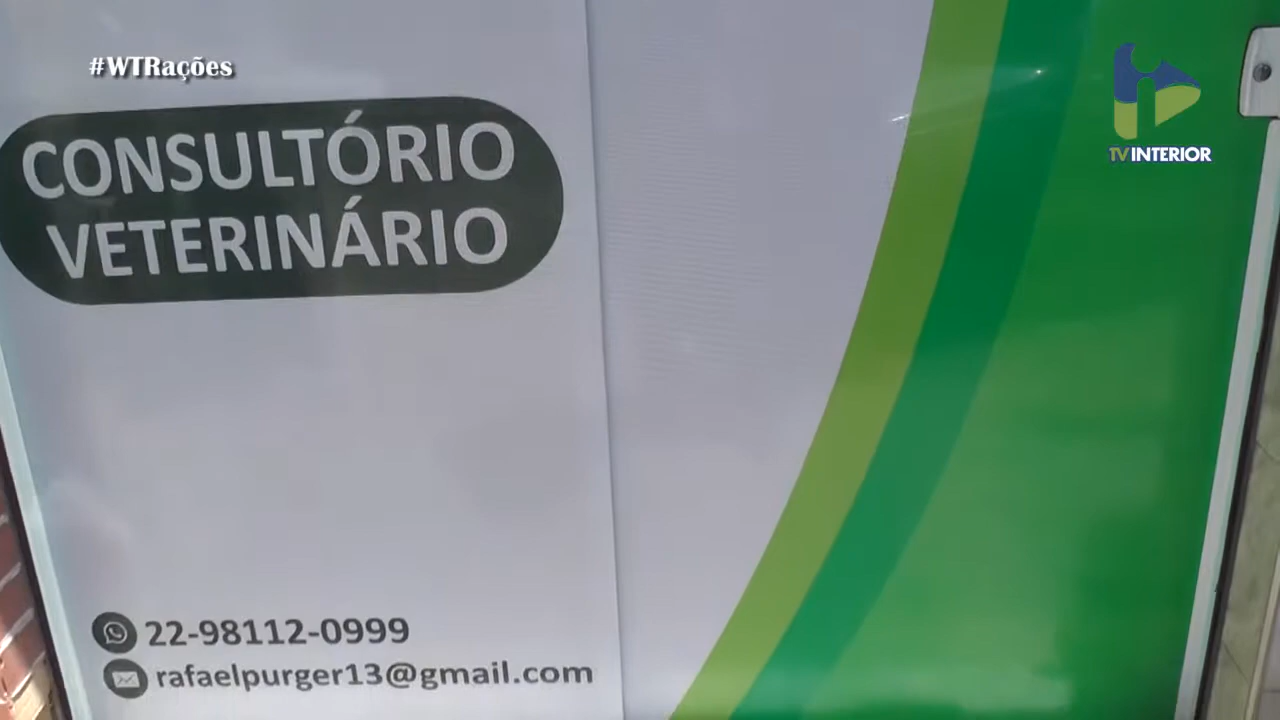 #WTRações
TV INTERIOR
CONSULTÓRIO
VETERINÁRIO
22-98112-0999
rafaelpurger13@gmail.com